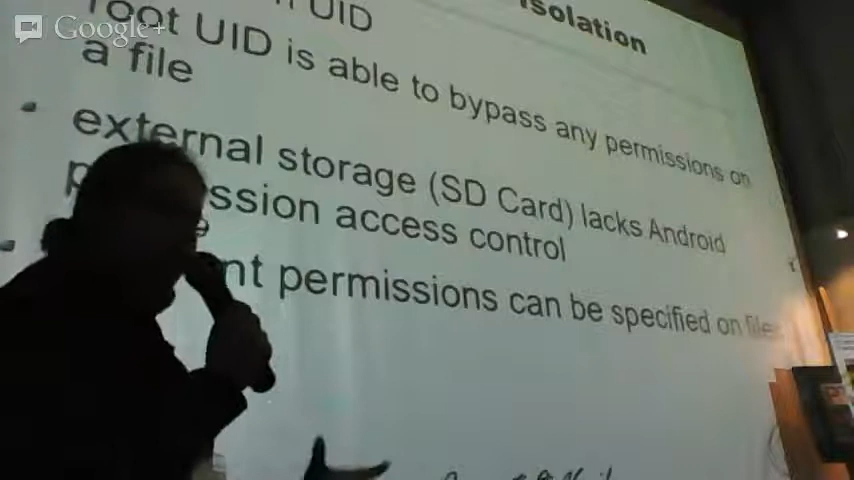 Google+
Isolation
UID
root UID is able to bypass any permissions on
a file
external storage (SD Card) lacks Android
ssion access control
nt permissions can be specified on files